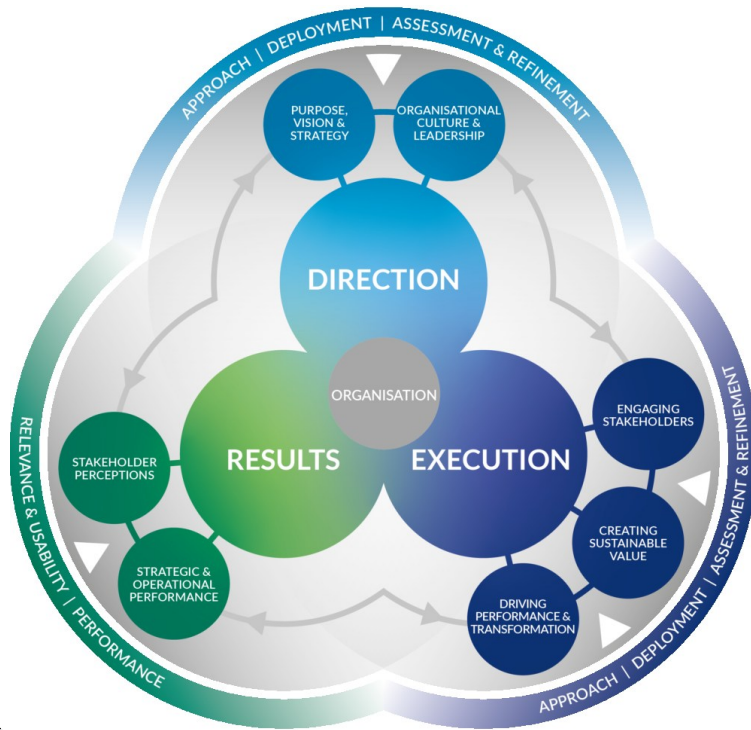 APPROACH | DEPLOYMENT | ASSESSMENT & REFINEMENT
PURPOSE,
VISION &
STRATEGY
ORGANISATIONAL
CULTURE &
LEADERSHIP
DIRECTION
ORGANISATION
RESULTS
EXECUTION
ENGAGING
STAKEHOLDERS
CREATING
SUSTAINABLE
VALUE
DRIVING
PERFORMANCE &
TRANSFORMATION
STAKEHOLDER
PERCEPTIONS
STRATEGIC &
OPERATIONAL
PERFORMANCE
RELEVANCE & USABILITY | PERFORMANCE
APPROACH | DEPLOYMENT | ASSESSMENT & REFINEMENT